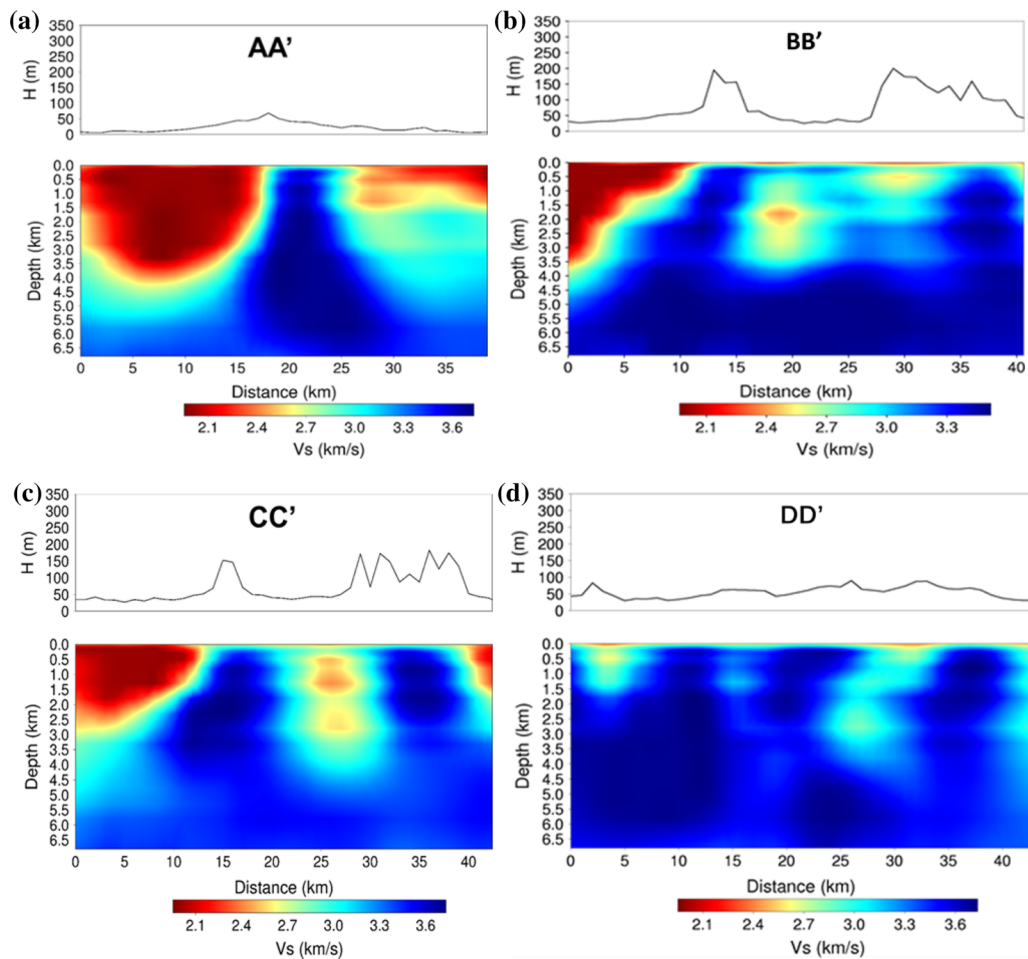 (a)
AA’
H (m)
350
300
250
200
150
100
50
0
Depth (km)
0.0
0.5
1.0
1.5
2.0
2.5
3.0
3.5
4.0
4.5
5.0
5.5
6.0
6.5
0 5 10 15 20 25 30 35
Distance (km)
2.1 2.4 2.7 3.0 3.3 3.6
Vs (km/s)
(b)
BB’
H (m)
350
300
250
200
150
100
50
0
Depth (km)
0.0
0.5
1.0
1.5
2.0
2.5
3.0
3.5
4.0
4.5
5.0
5.5
6.0
6.5
0 5 10 15 20 25 30 35 40
Distance (km)
2.1 2.4 2.7 3.0 3.3
Vs (km/s)
(c)
CC’
H (m)
350
300
250
200
150
100
50
0
Depth (km)
0.0
0.5
1.0
1.5
2.0
2.5
3.0
3.5
4.0
4.5
5.0
5.5
6.0
6.5
0 5 10 15 20 25 30 35 40
Distance (km)
2.1 2.4 2.7 3.0 3.3 3.6
Vs (km/s)
(d)
DD’
H (m)
350
300
250
200
150
100
50
0
Depth (km)
0.0
0.5
1.0
1.5
2.0
2.5
3.0
3.5
4.0
4.5
5.0
5.5
6.0
6.5
0 5 10 15 20 25 30 35 40
Distance (km)
2.1 2.4 2.7 3.0 3.3 3.6
Vs (km/s)